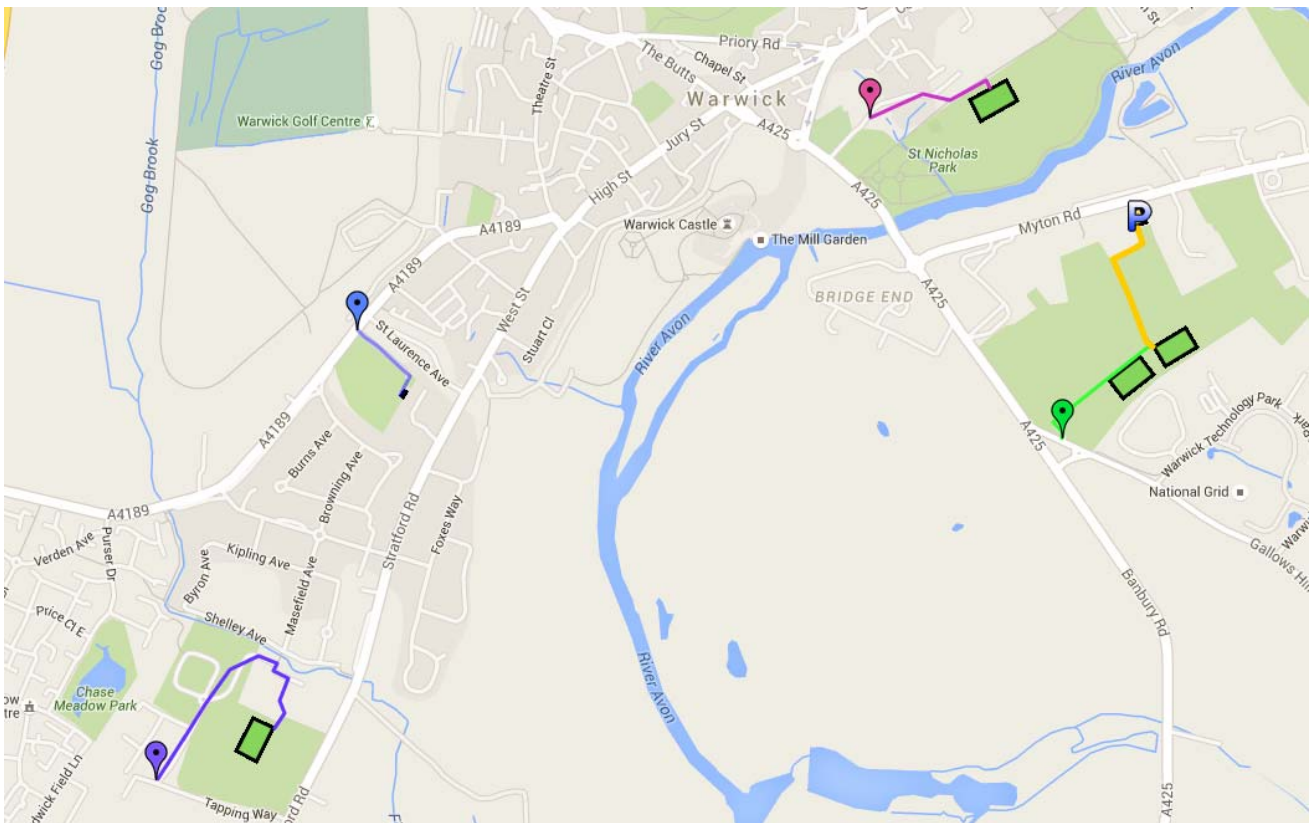 Gog Brook
Priory Rd
The Butts
Chapel St
Theatre St
Warwick
Warwick Golf Centre
Jury St
A425
High St
River Avon
St Nicholas
Park
A425
Gog Brook
A4189
Warwick Castle
The Mill Garden
Myton Rd
P
A4189
West St
Stuart Cl
BRIDGE END
A425
River Avon
St Laurence Ave
A4189
Burns Ave
Browning Ave
A425
Warwick Technology Park
Park
National Grid
A4189
Verden Ave
Purser Dr
Kipling Ave
Byron Ave
Masefield Ave
Stratford Rd
Foxes Way
Gallows Hill
Banbury Rd
Price Cl E
Shelley Ave
Chase
Meadow Park
River Avon
Tapping Way
A425